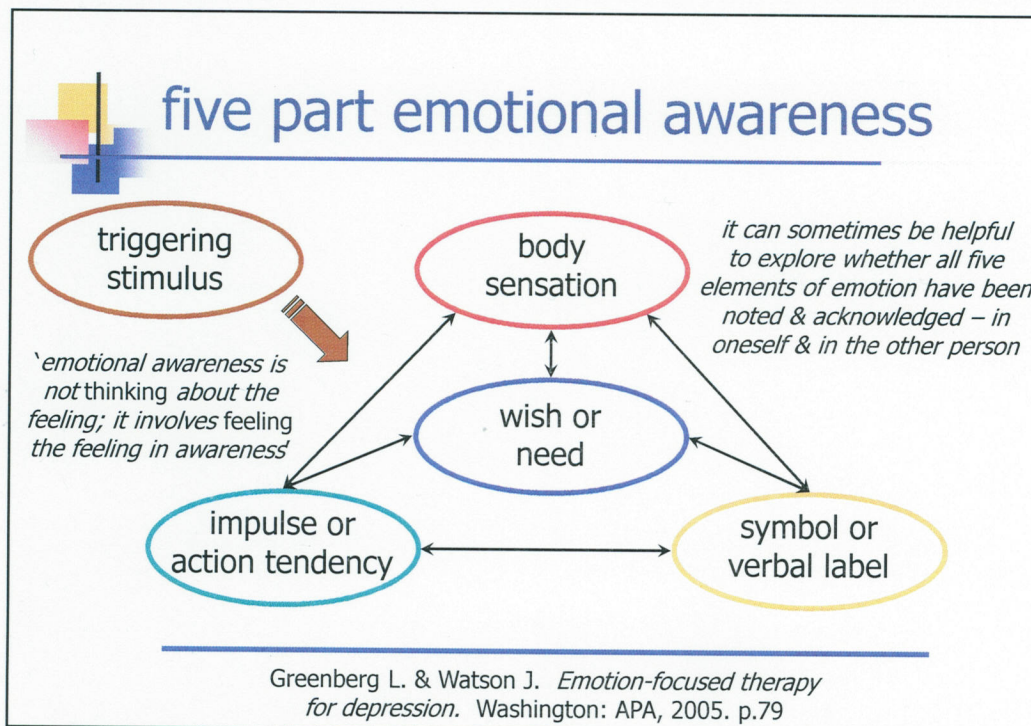 five part emotional awareness
triggering
stimulus
body
sensation
it can sometimes be helpful
to explore whether all five
elements of emotion have been
noted & acknowledged – in
oneself & in the other person
‘emotional awareness is
not thinking about the
feeling; it involves feeling
the feeling in awareness’
wish or
need
impulse or
action tendency
symbol or
verbal label
Greenberg L. & Watson J. Emotion-focused therapy
for depression. Washington: APA, 2005. p.79